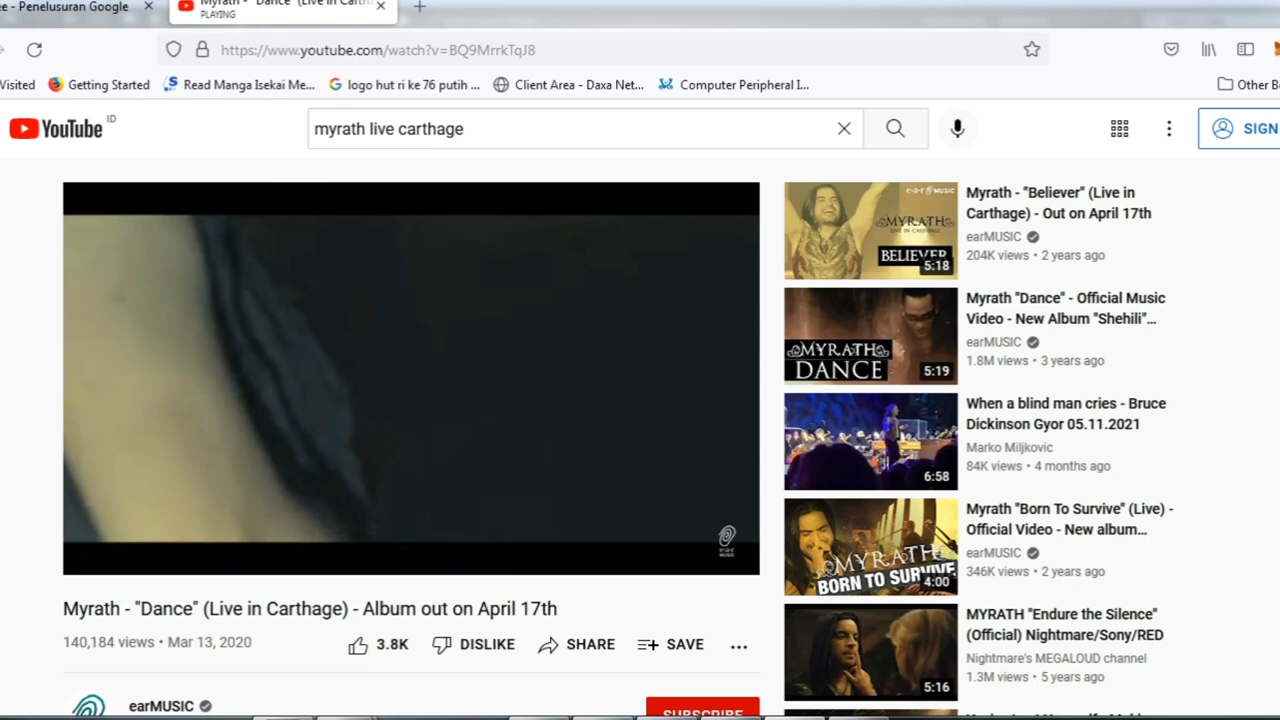 ee - Penelusuran Google
Myrath - "Dance" (Live in Carth
PLAYING
https://www.youtube.com/watch?v=BQ9MrrkTqJ8
Visited
Getting Started
Read Manga Isekai Me...
logo hut ri ke 76 putih ...
Client Area - Daxa Net...
Computer Peripheral I...
Other B
YouTube ID
myrath live carthage
SIGN
e·a·r MUSIC
MYRATH
LIVE IN CARTHAGE
BELIEVER
5:18
Myrath - "Believer" (Live in
Carthage) - Out on April 17th
earMUSIC
204K views • 2 years ago
MYRATH
DANCE
5:19
Myrath "Dance" - Official Music
Video - New Album "Shehili"...
earMUSIC
1.8M views • 3 years ago
6:58
When a blind man cries - Bruce
Dickinson Gyor 05.11.2021
Marko Miljkovic
84K views • 4 months ago
MYRATH
BORN TO SURVIVE
4:00
Myrath "Born To Survive" (Live) -
Official Video - New album...
earMUSIC
346K views • 2 years ago
5:16
MYRATH "Endure the Silence"
(Official) Nightmare/Sony/RED
Nightmare's MEGALOUD channel
1.3M views • 5 years ago
e·a·r
MUSIC
Myrath - "Dance" (Live in Carthage) - Album out on April 17th
140,184 views • Mar 13, 2020
3.8K
DISLIKE
SHARE
SAVE
earMUSIC
SUBSCRIBE